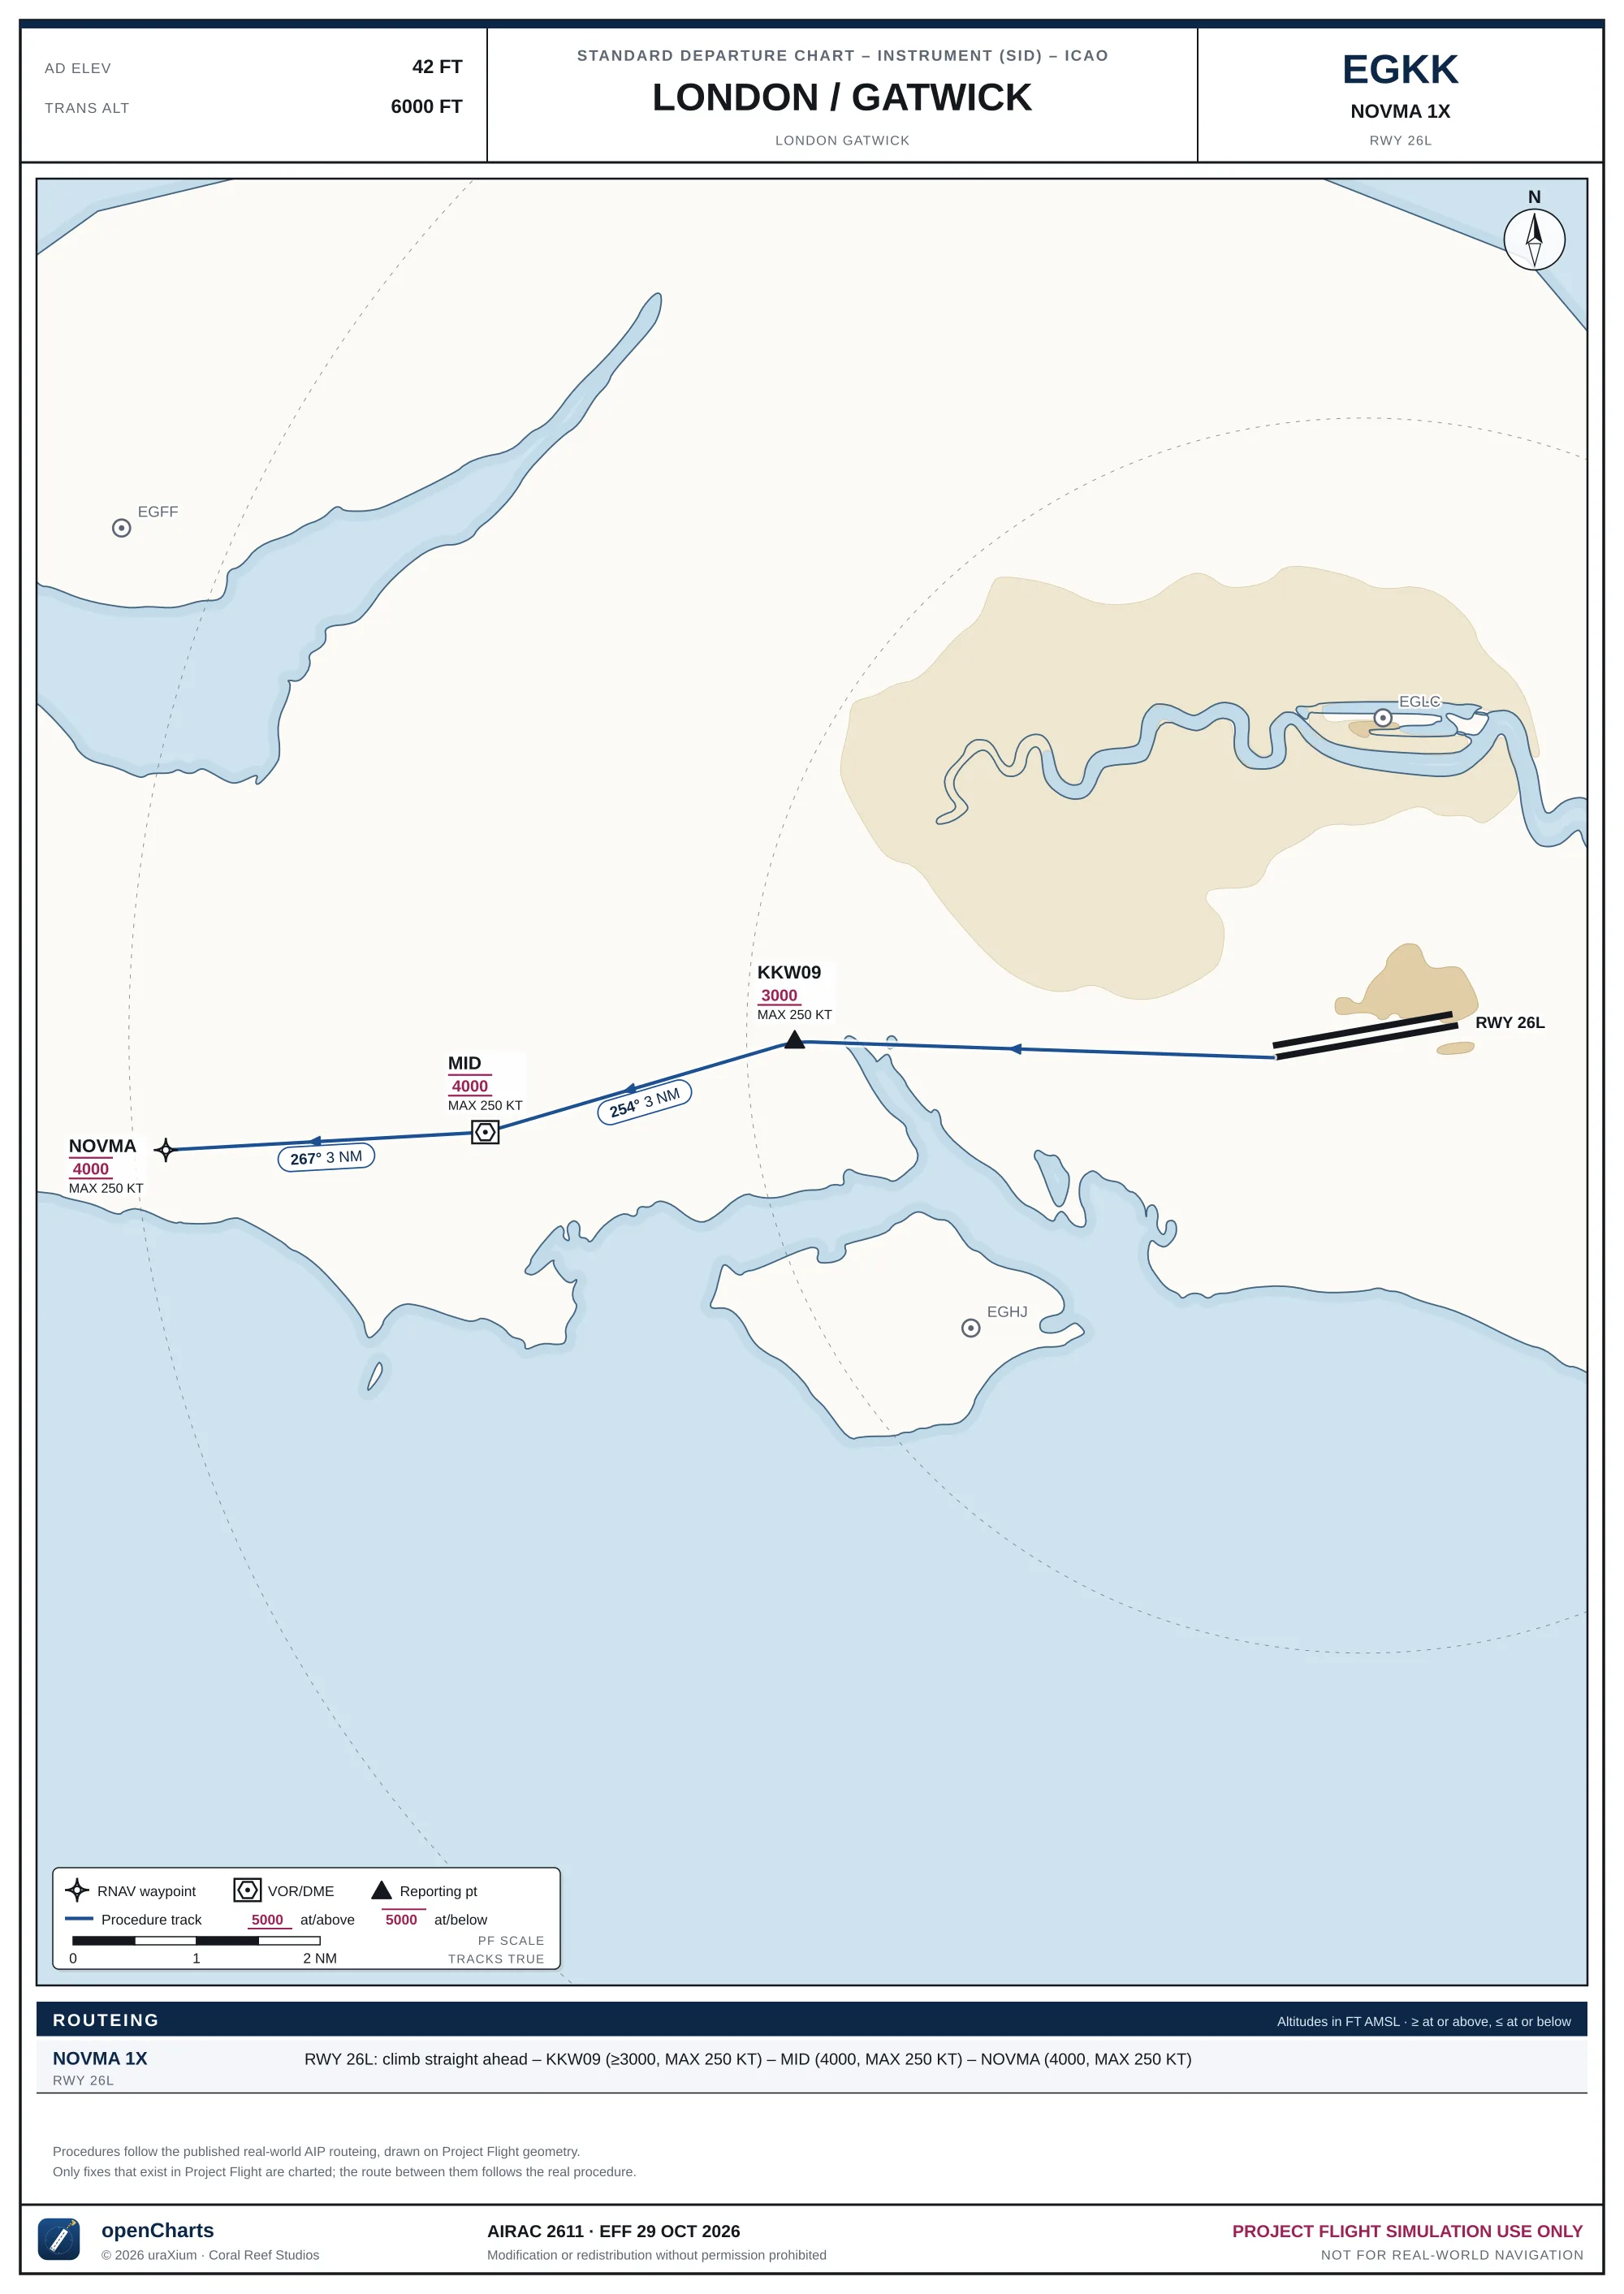 AD ELEV 42 FT
TRANS ALT 6000 FT
STANDARD DEPARTURE CHART – INSTRUMENT (SID) – ICAO
LONDON / GATWICK
LONDON GATWICK
EGKK
NOVMA 1X
RWY 26L
N
EGFF
EGLC
KKW09
3000
MAX 250 KT
RWY 26L
MID
4000
MAX 250 KT
254° 3 NM
NOVMA
4000
MAX 250 KT
267° 3 NM
EGHJ
RNAV waypoint VOR/DME Reporting pt
Procedure track 5000 at/above 5000 at/below
PF SCALE
0 1 2 NM TRACKS TRUE
ROUTEING Altitudes in FT AMSL · ≥ at or above, ≤ at or below
NOVMA 1X RWY 26L: climb straight ahead – KKW09 (≥3000, MAX 250 KT) – MID (4000, MAX 250 KT) – NOVMA (4000, MAX 250 KT)
RWY 26L
Procedures follow the published real-world AIP routeing, drawn on Project Flight geometry.
Only fixes that exist in Project Flight are charted; the route between them follows the real procedure.
openCharts AIRAC 2611 · EFF 29 OCT 2026 PROJECT FLIGHT SIMULATION USE ONLY
© 2026 uraXium · Coral Reef Studios Modification or redistribution without permission prohibited NOT FOR REAL-WORLD NAVIGATION